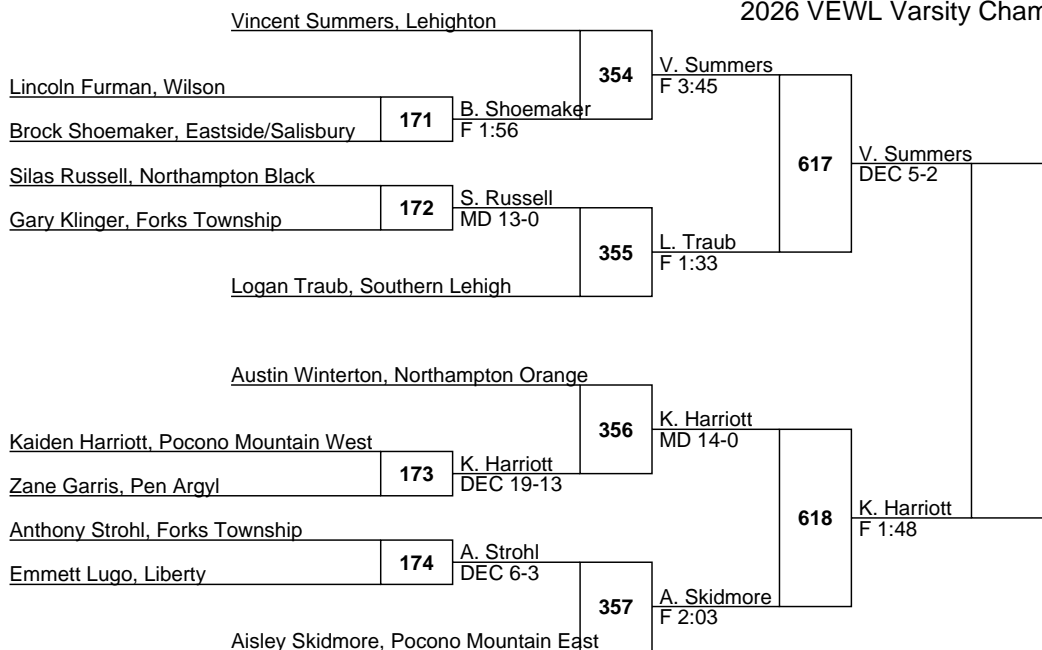 2026 VEWL Varsity Cham
Vincent Summers, Lehighton
354
V. Summers
F 3:45
Lincoln Furman, Wilson
171
B. Shoemaker
F 1:56
Brock Shoemaker, Eastside/Salisbury
617
V. Summers
DEC 5-2
Silas Russell, Northampton Black
172
S. Russell
MD 13-0
Gary Klinger, Forks Township
355
L. Traub
F 1:33
Logan Traub, Southern Lehigh
Austin Winterton, Northampton Orange
356
K. Harriott
MD 14-0
Kaiden Harriott, Pocono Mountain West
173
K. Harriott
DEC 19-13
Zane Garris, Pen Argyl
618
K. Harriott
F 1:48
Anthony Strohl, Forks Township
174
A. Strohl
DEC 6-3
Emmett Lugo, Liberty
357
A. Skidmore
F 2:03
Aisley Skidmore, Pocono Mountain East